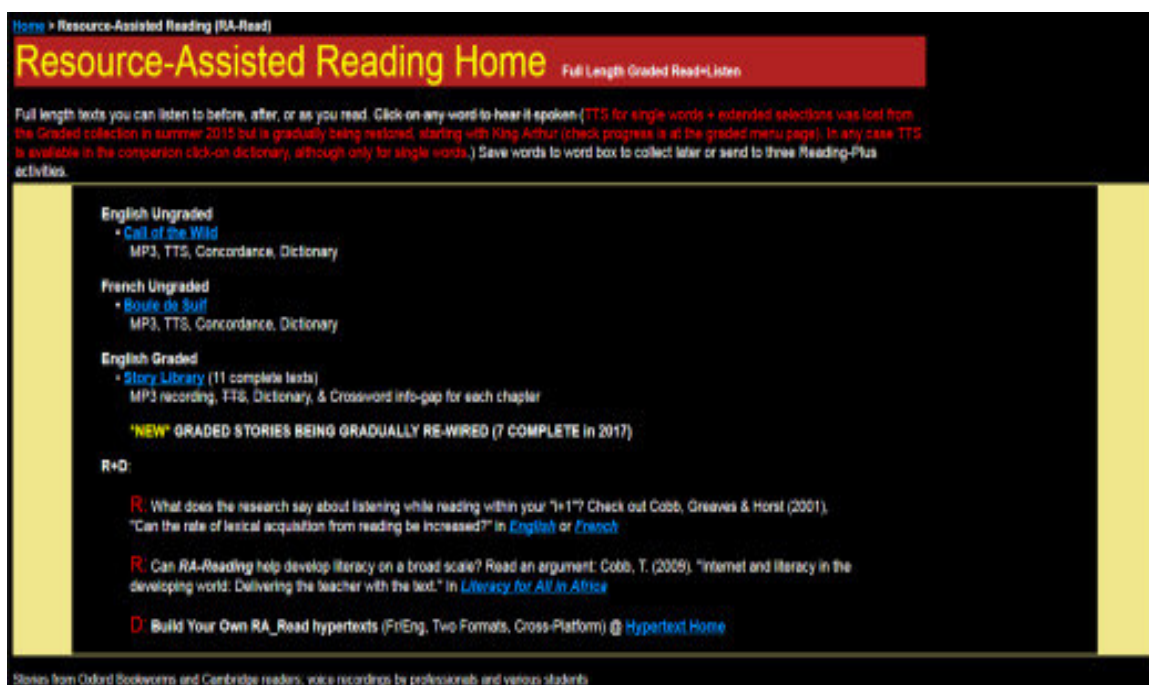 Home > Resource-Assisted Reading (RA-Read)
Resource-Assisted Reading Home Full Length Graded Read+Listen
Full length texts you can listen to before, after, or as you read. Click on any word to hear it spoken (TTS for single words + extended selections was lost from
the Graded collection in summer 2015 but is gradually being restored, starting with King Arthur (check progress is at the graded menu page). In any case TTS
is available in the companion click-on dictionary, although only for single words.) Save words to word box to collect later or send to three Reading-Plus
activities.
English Ungraded
• Call of the Wild
MP3, TTS, Concordance, Dictionary
French Ungraded
• Boule de Suif
MP3, TTS, Concordance, Dictionary
English Graded
• Story Library (11 complete texts)
MP3 recording, TTS, Dictionary, & Crossword info-gap for each chapter
*NEW* GRADED STORIES BEING GRADUALLY RE-WIRED (7 COMPLETE in 2017)
R+D:
R: What does the research say about listening while reading within your "i+1"? Check out Cobb, Greaves & Horst (2001),
"Can the rate of lexical acquisition from reading be increased?" in English or French
R: Can RA-Reading help develop literacy on a broad scale? Read an argument: Cobb, T. (2009). "Internet and literacy in the
developing world: Delivering the teacher with the text." In Literacy for All in Africa
D: Build Your Own RA_Read hypertexts (Fr/Eng, Two Formats, Cross-Platform) @ Hypertext Home
Stories from Oxford Bookworms and Cambridge readers; voice recordings by professionals and various students